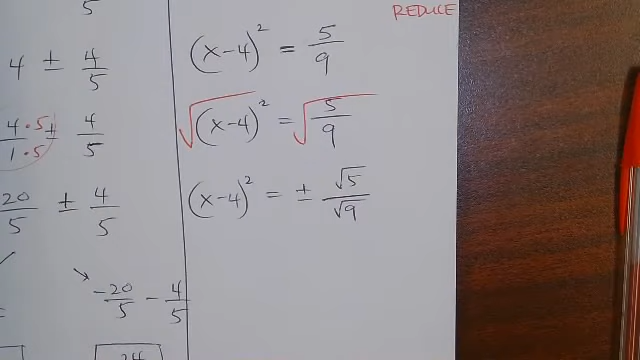 5
4 ± 4/5
4·5/1·5 ± 4/5
20/5 ± 4/5
-20/5 - 4/5
24
REDUCE
(x-4)² = 5/9
√(x-4)² = √5/9
(x-4)² = ± √5/√9